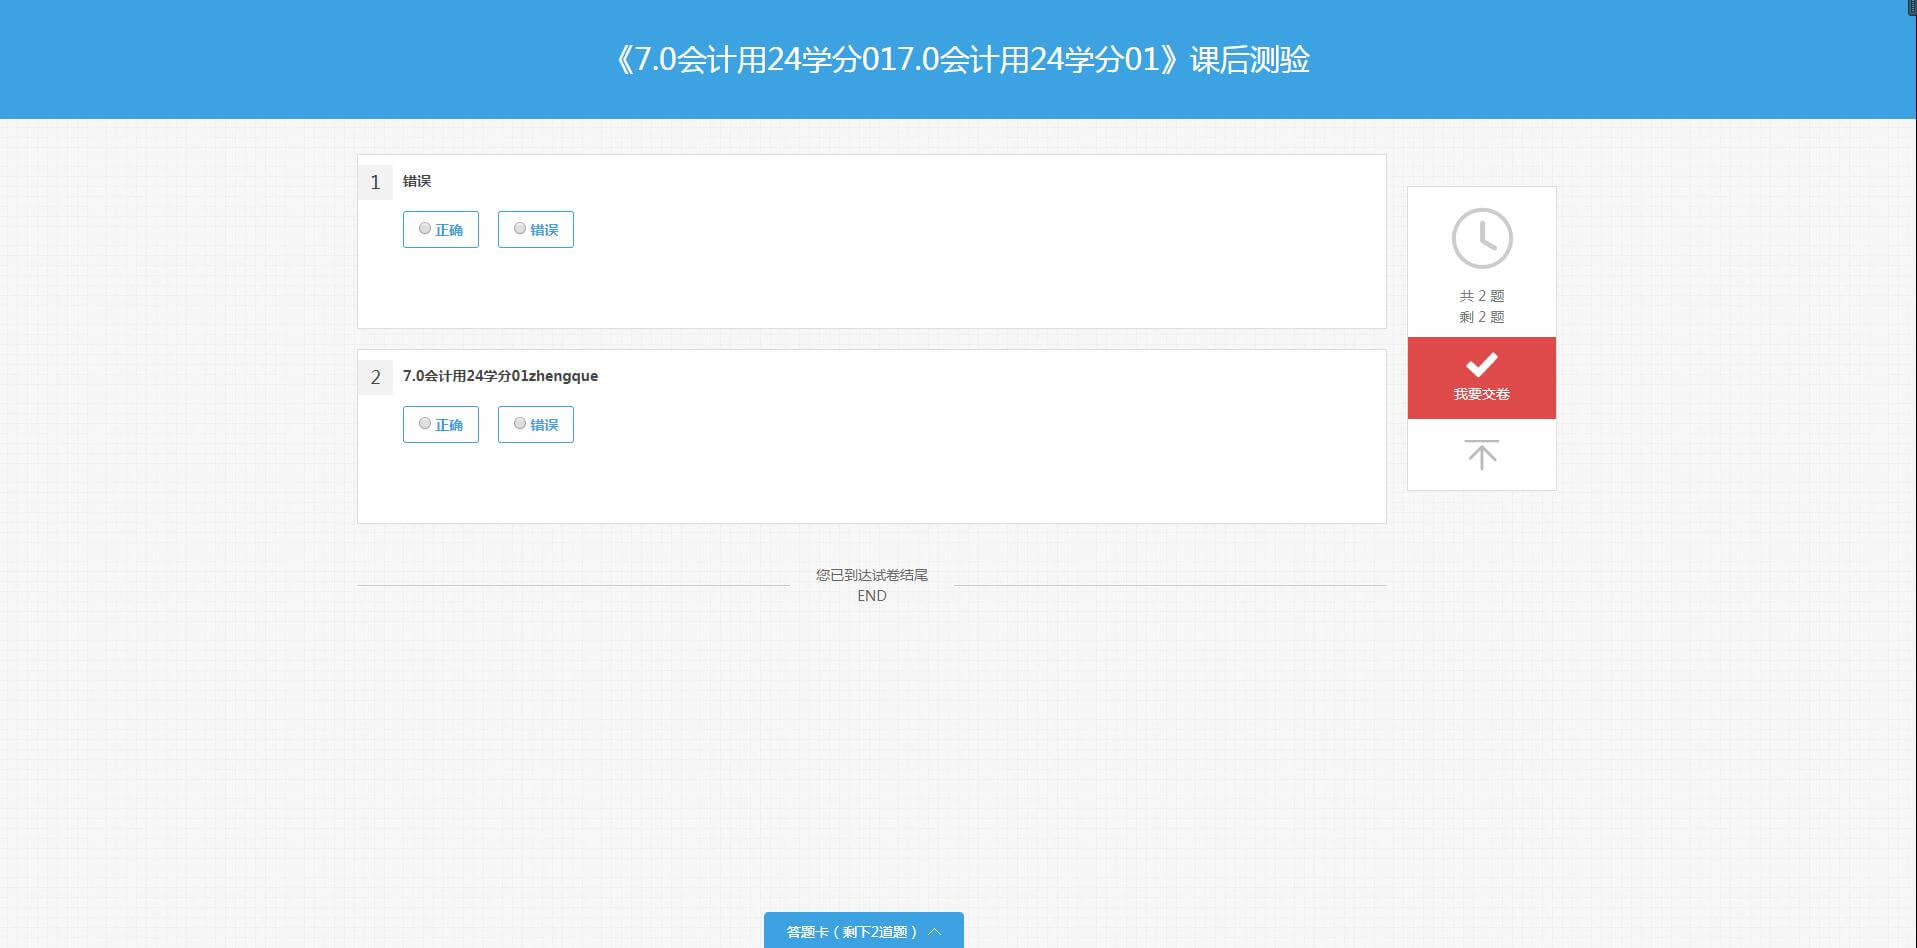 《7.0会计用24学分017.0会计用24学分01》课后测验
1 错误
正确 错误
2 7.0会计用24学分01zhengque
正确 错误
您已到达试卷结尾
END
共 2 题
剩 2 题
我要交卷
答题卡 ( 剩下2道题 )